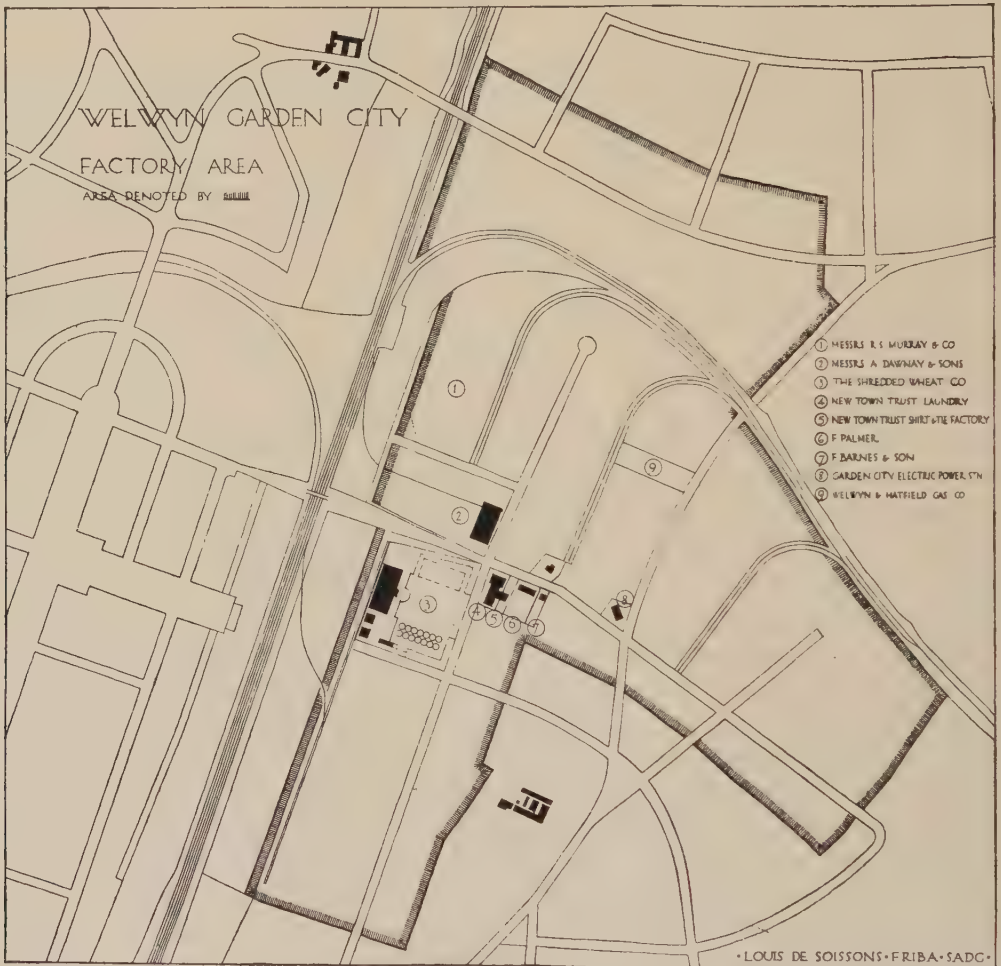 WELWYN GARDEN CITY
FACTORY AREA
AREA DENOTED BY
① MESSRS R S MURRAY & CO
② MESSRS A DAWNAY & SONS
③ THE SHREDDED WHEAT CO
④ NEW TOWN TRUST LAUNDRY
⑤ NEW TOWN TRUST SHIRT & TIE FACTORY
⑥ F PALMER
⑦ F BARNES & SON
⑧ GARDEN CITY ELECTRIC POWER STN
⑨ WELWYN & HATFIELD GAS CO
①
⑨
②
③
④ ⑤ ⑥ ⑦
⑧
• LOUIS DE SOISSONS • FRIBA • SADG •